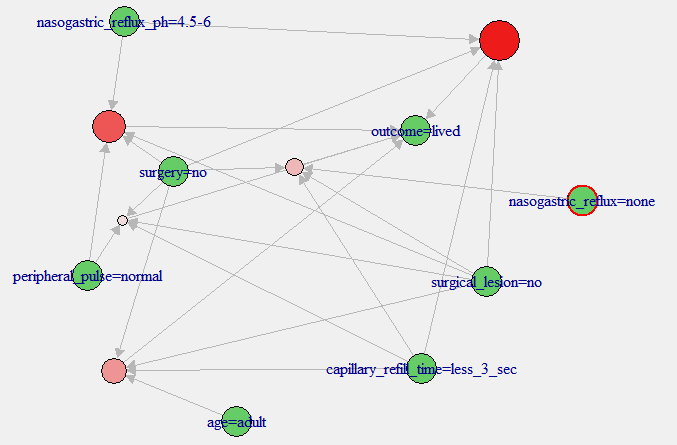 nasogastric_reflux_ph=4.5-6
outcome=lived
surgery=no
nasogastric_reflux=none
peripheral_pulse=normal
surgical_lesion=no
capillary_refill_time=less_3_sec
age=adult